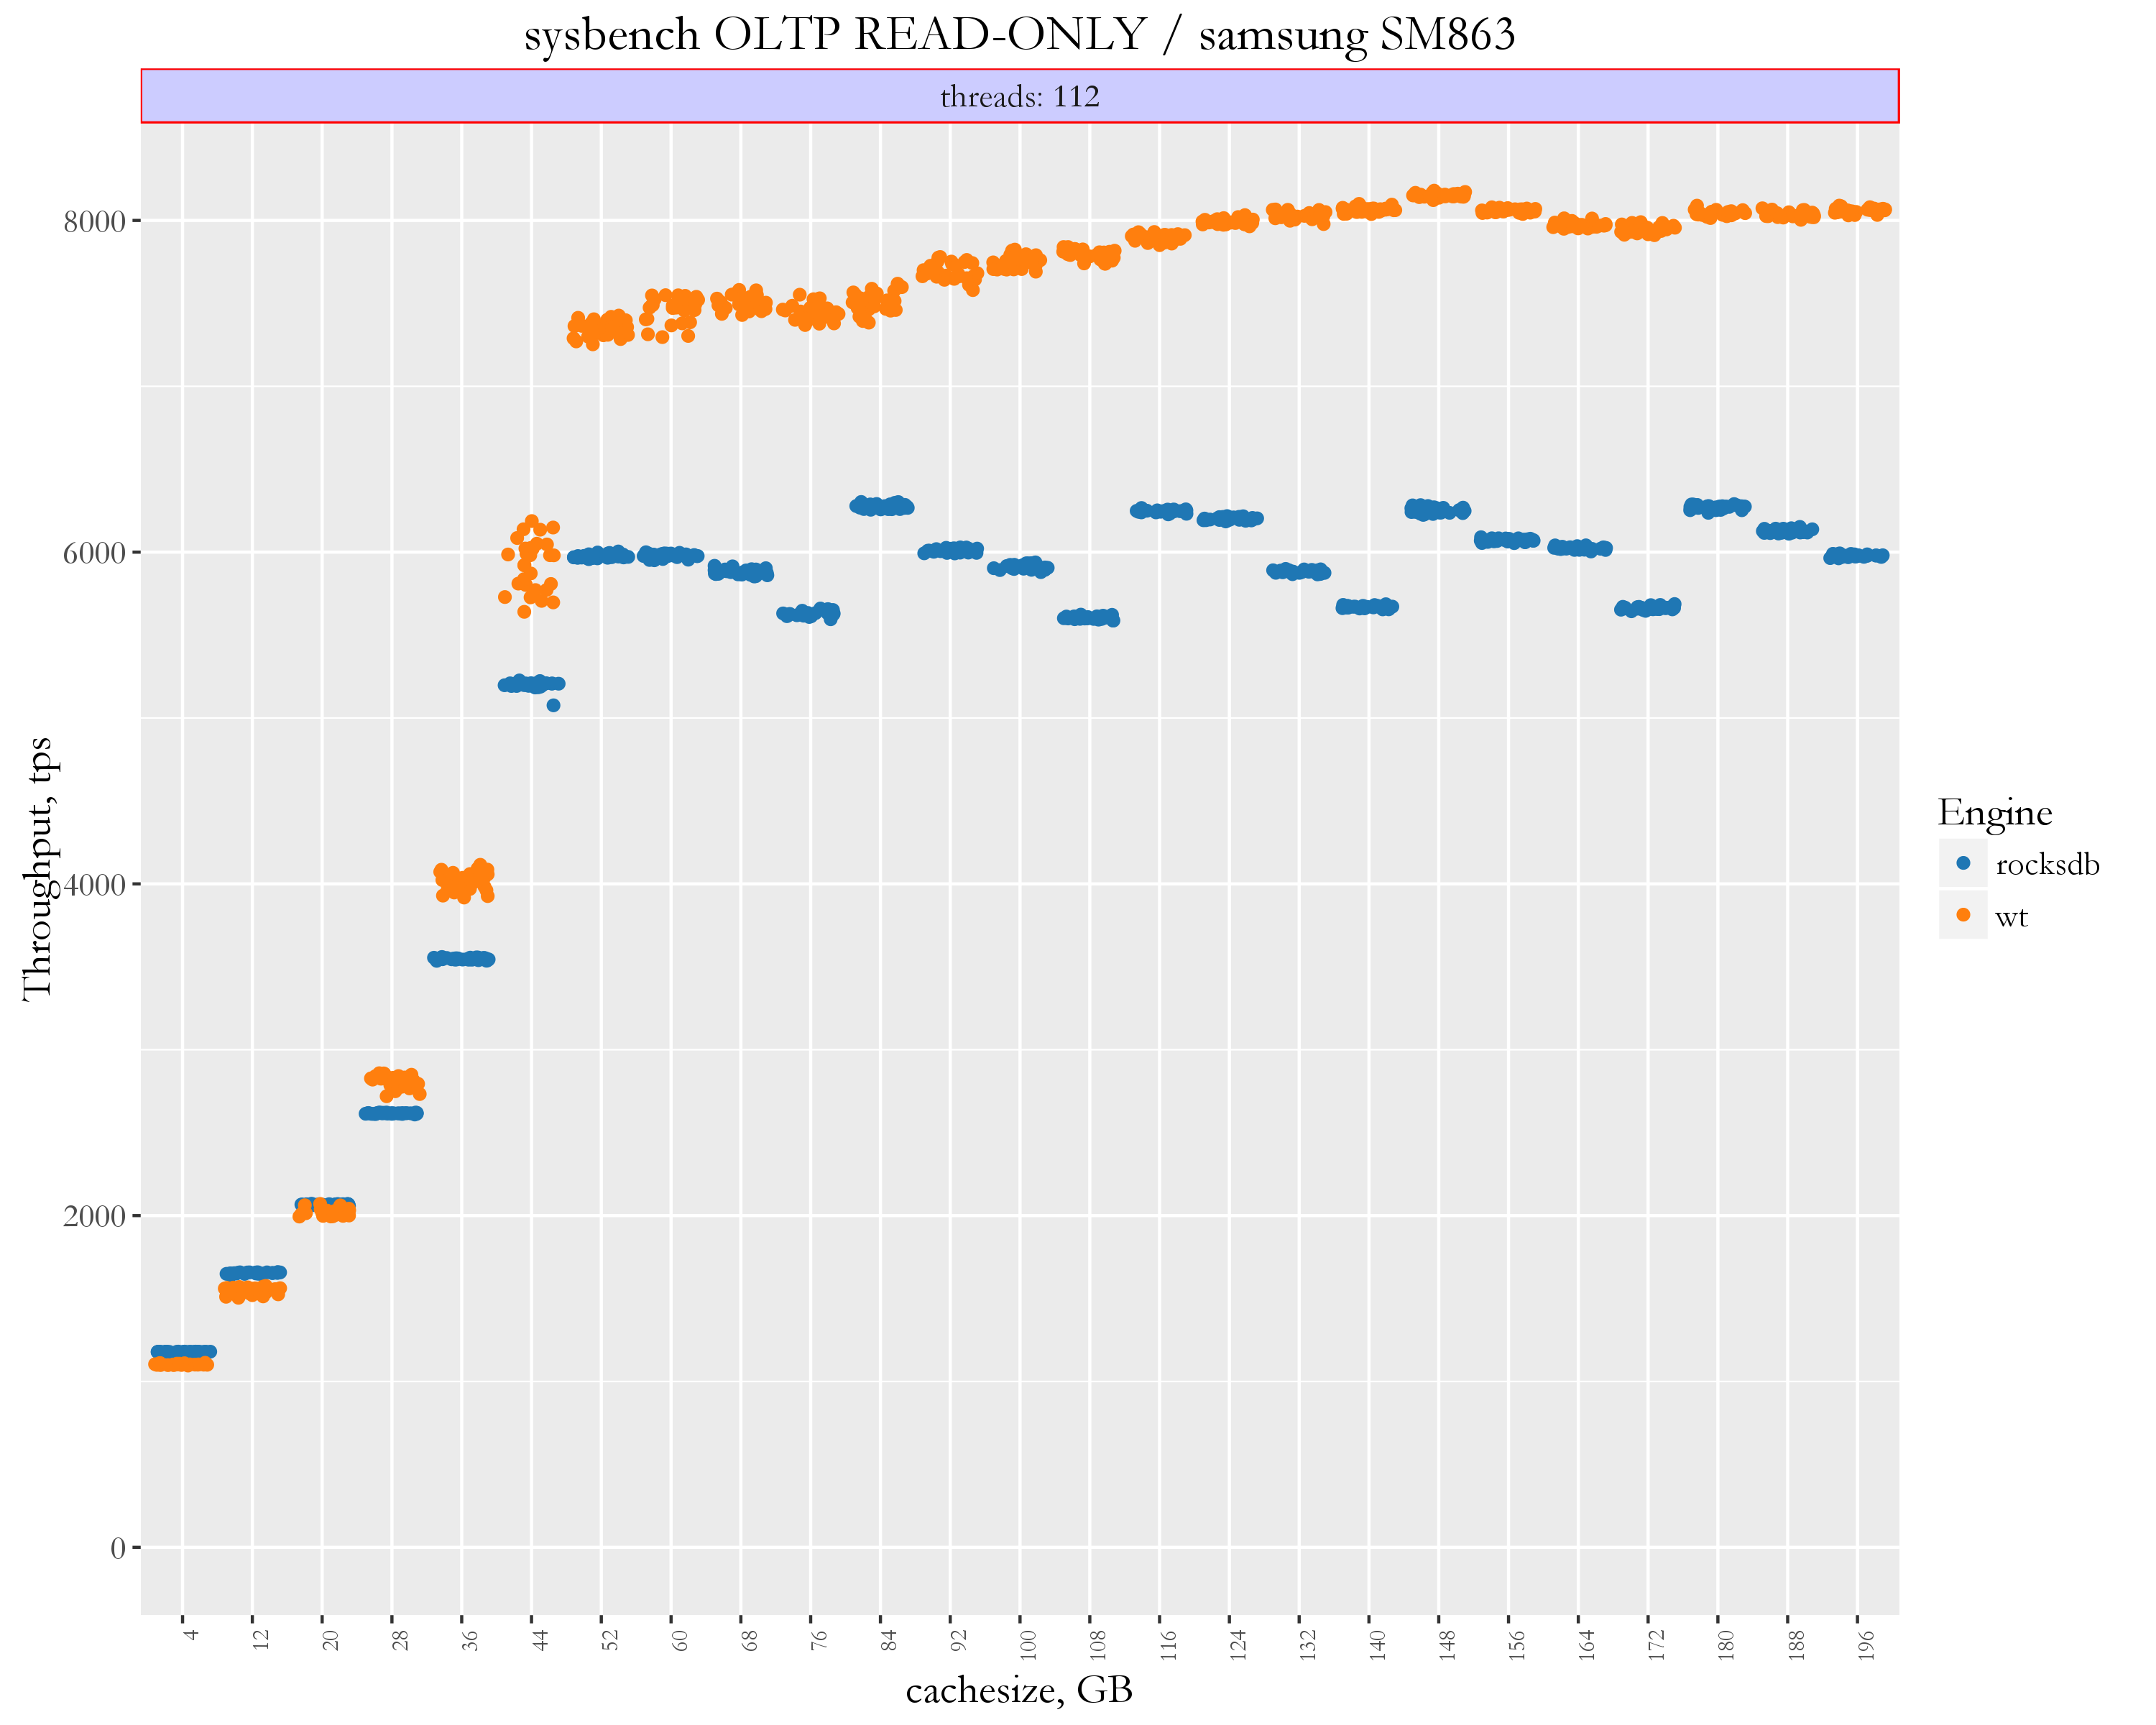 sysbench OLTP READ-ONLY / samsung SM863
threads: 112
Throughput, tps
8000
6000
4000
2000
0
4 12 20 28 36 44 52 60 68 76 84 92 100 108 116 124 132 140 148 156 164 172 180 188 196
cachesize, GB
Engine
rocksdb
wt